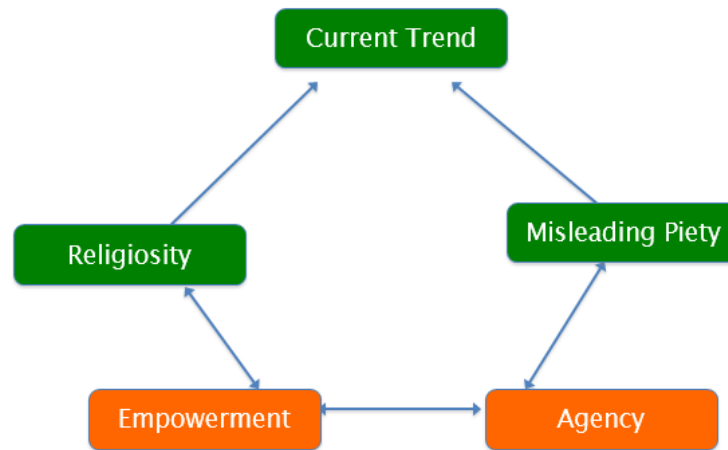 Current Trend
Religiosity
Misleading Piety
Empowerment
Agency